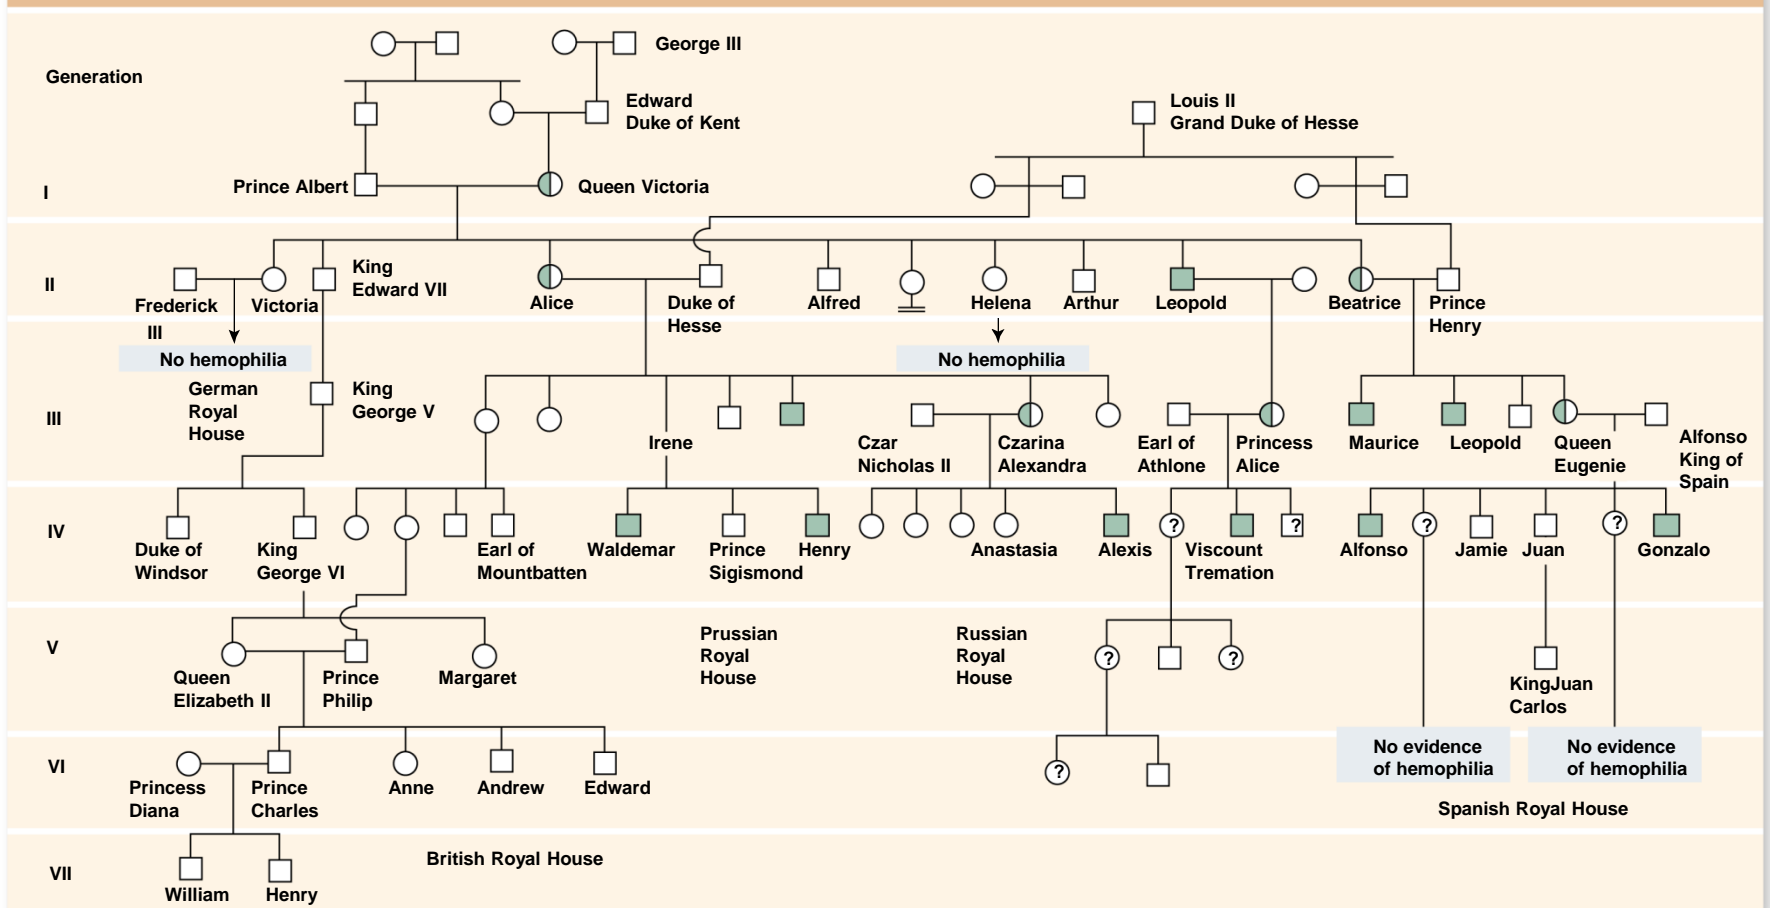 George III
Generation
Edward
Duke of Kent
Louis II
Grand Duke of Hesse
I
Prince Albert
Queen Victoria
II
King
Edward VII
Frederick
III
Victoria
Alice
Duke of
Hesse
Alfred
Helena
Arthur
Leopold
Beatrice
Prince
Henry
No hemophilia
No hemophilia
German
Royal
House
King
George V
III
Irene
Czar
Nicholas II
Czarina
Alexandra
Earl of
Athlone
Princess
Alice
Maurice
Leopold
Queen
Eugenie
Alfonso
King of
Spain
IV
?
?
?
?
Duke of
Windsor
King
George VI
Earl of
Mountbatten
Waldemar
Prince
Sigismond
Henry
Anastasia
Alexis
Viscount
Tremation
Alfonso
Jamie
Juan
Gonzalo
V
Prussian
Royal
House
Russian
Royal
House
?
?
Queen
Elizabeth II
Prince
Philip
Margaret
KingJuan
Carlos
VI
?
No evidence
of hemophilia
No evidence
of hemophilia
Princess
Diana
Prince
Charles
Anne
Andrew
Edward
Spanish Royal House
VII
British Royal House
William
Henry